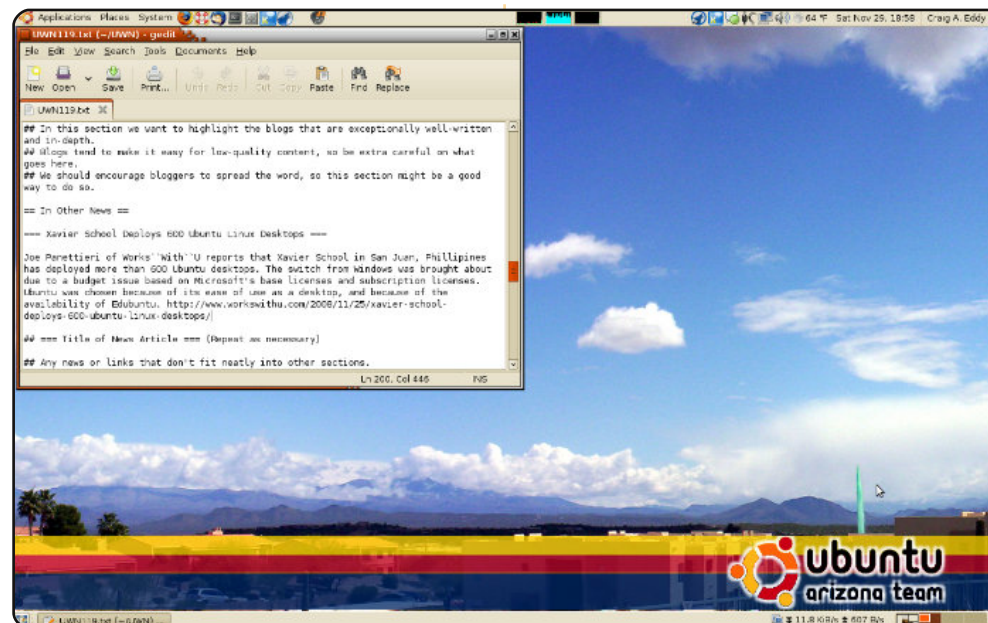 Applications Places System 64 °F Sat Nov 29, 18:58 Craig A. Eddy
UWN119.txt (~/UWN) - gedit
File Edit View Search Tools Documents Help
New Open Save Print... Undo Redo Cut Copy Paste Find Replace
UWN119.txt
## In this section we want to highlight the blogs that are exceptionally well-written
and in-depth.
## Blogs tend to make it easy for low-quality content, so be extra careful on what
goes here.
## We should encourage bloggers to spread the word, so this section might be a good
way to do so.
== In Other News ==
=== Xavier School Deploys 600 Ubuntu Linux Desktops ===
Joe Panettieri of Works``With``U reports that Xavier School in San Juan, Phillipines
has deployed more than 600 Ubuntu desktops. The switch from Windows was brought about
due to a budget issue based on Microsoft's base licenses and subscription licenses.
Ubuntu was chosen because of its ease of use as a desktop, and because of the
availability of Edubuntu. http://www.workswithu.com/2008/11/25/xavier-school-
deploys-600-ubuntu-linux-desktops/
## === Title of News Article === (Repeat as necessary)
## Any news or links that don't fit neatly into other sections.
Ln 200, Col 446 INS
ubuntu
arizona team
UWN119.txt (~/UWN)... 11.8 KiB/s 607 B/s